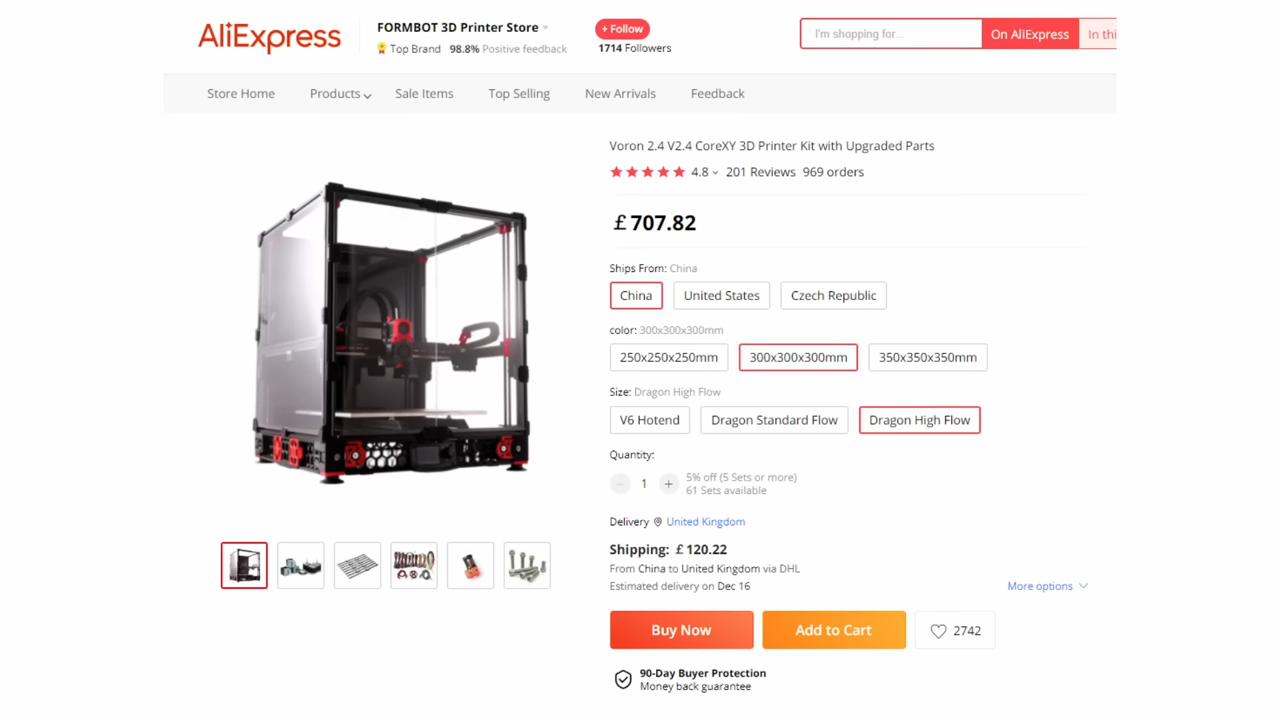 AliExpress
FORMBOT 3D Printer Store
Top Brand 98.8% Positive feedback
+ Follow
1714 Followers
I'm shopping for...
On AliExpress
In thi
Store Home
Products
Sale Items
Top Selling
New Arrivals
Feedback
Voron 2.4 V2.4 CoreXY 3D Printer Kit with Upgraded Parts
4.8 201 Reviews 969 orders
£707.82
Ships From: China
China
United States
Czech Republic
color: 300x300x300mm
250x250x250mm
300x300x300mm
350x350x350mm
Size: Dragon High Flow
V6 Hotend
Dragon Standard Flow
Dragon High Flow
Quantity:
1
+
5% off (5 Sets or more)
61 Sets available
Delivery United Kingdom
Shipping: £120.22
From China to United Kingdom via DHL
Estimated delivery on Dec 16
More options
Buy Now
Add to Cart
2742
90-Day Buyer Protection
Money back guarantee